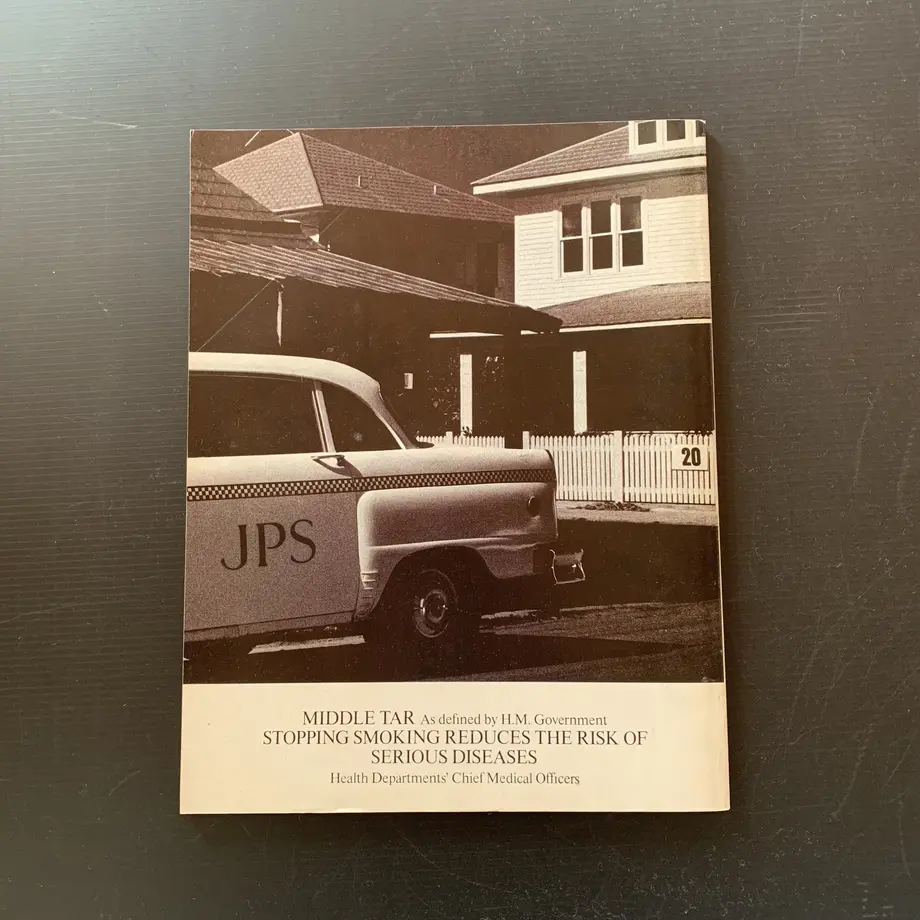 20
JPS
MIDDLE TAR As defined by H.M. Government
STOPPING SMOKING REDUCES THE RISK OF
SERIOUS DISEASES
Health Departments' Chief Medical Officers